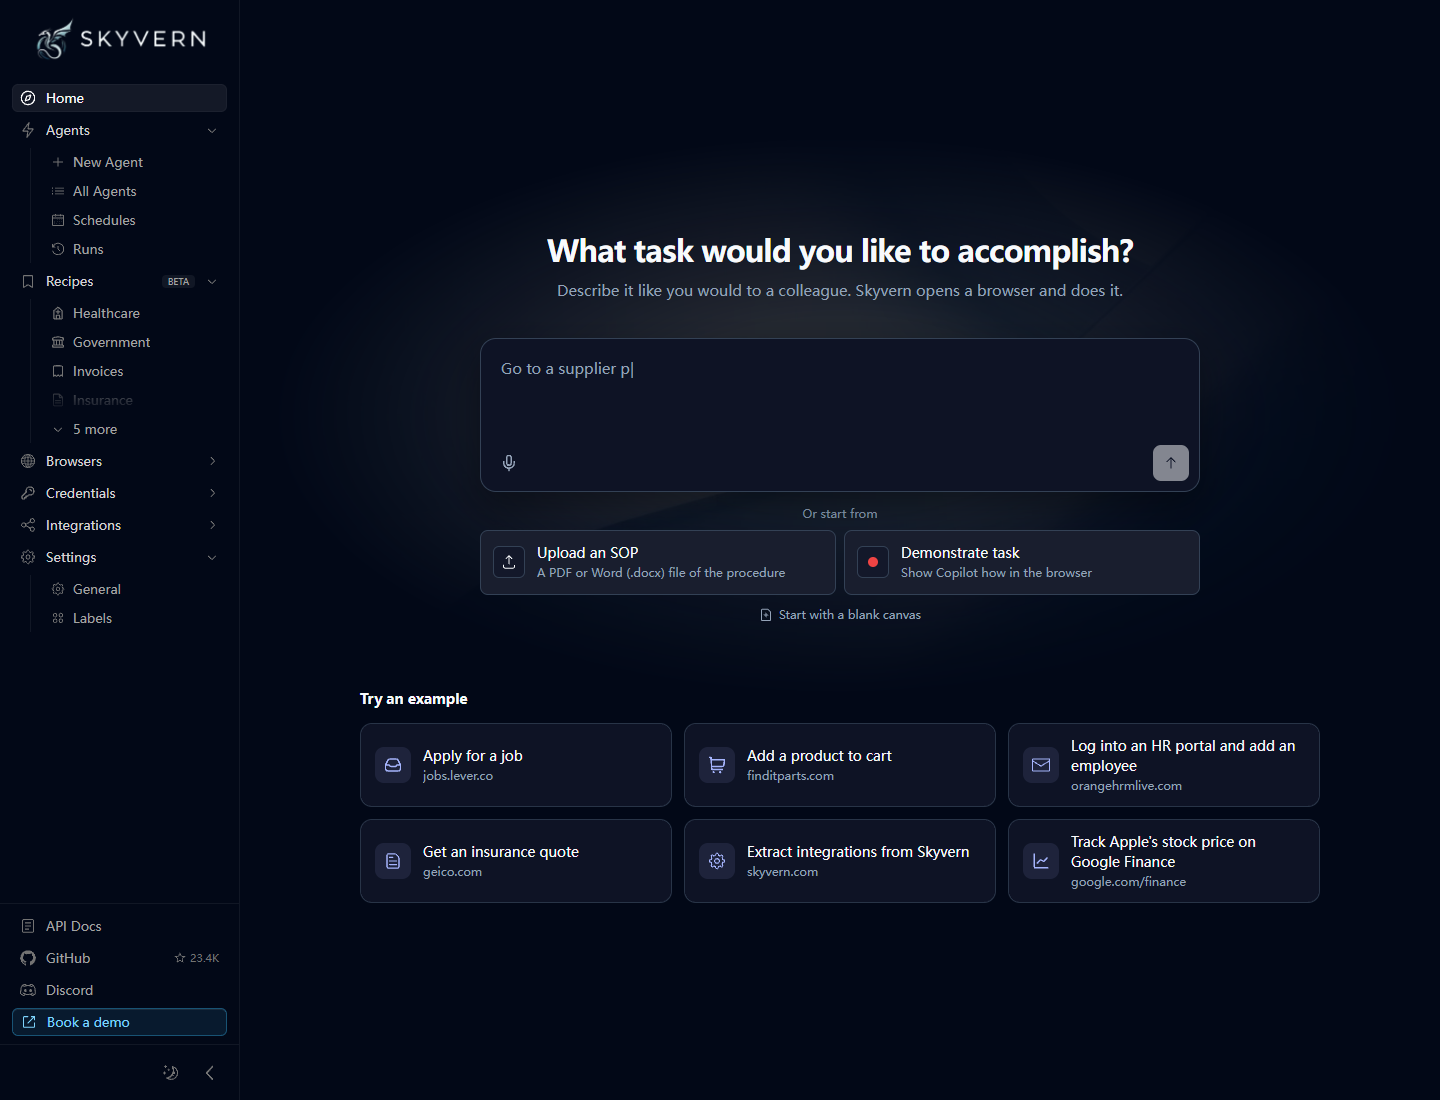 SKYVERN
Home
Agents
New Agent
All Agents
Schedules
Runs
Recipes BETA
Healthcare
Government
Invoices
Insurance
5 more
Browsers
Credentials
Integrations
Settings
General
Labels
API Docs
GitHub 23.4K
Discord
Book a demo
What task would you like to accomplish?
Describe it like you would to a colleague. Skyvern opens a browser and does it.
Go to a supplier p|
Or start from
Upload an SOP
A PDF or Word (.docx) file of the procedure
Demonstrate task
Show Copilot how in the browser
Start with a blank canvas
Try an example
Apply for a job
jobs.lever.co
Add a product to cart
finditparts.com
Log into an HR portal and add an
employee
orangehrmlive.com
Get an insurance quote
geico.com
Extract integrations from Skyvern
skyvern.com
Track Apple's stock price on
Google Finance
google.com/finance